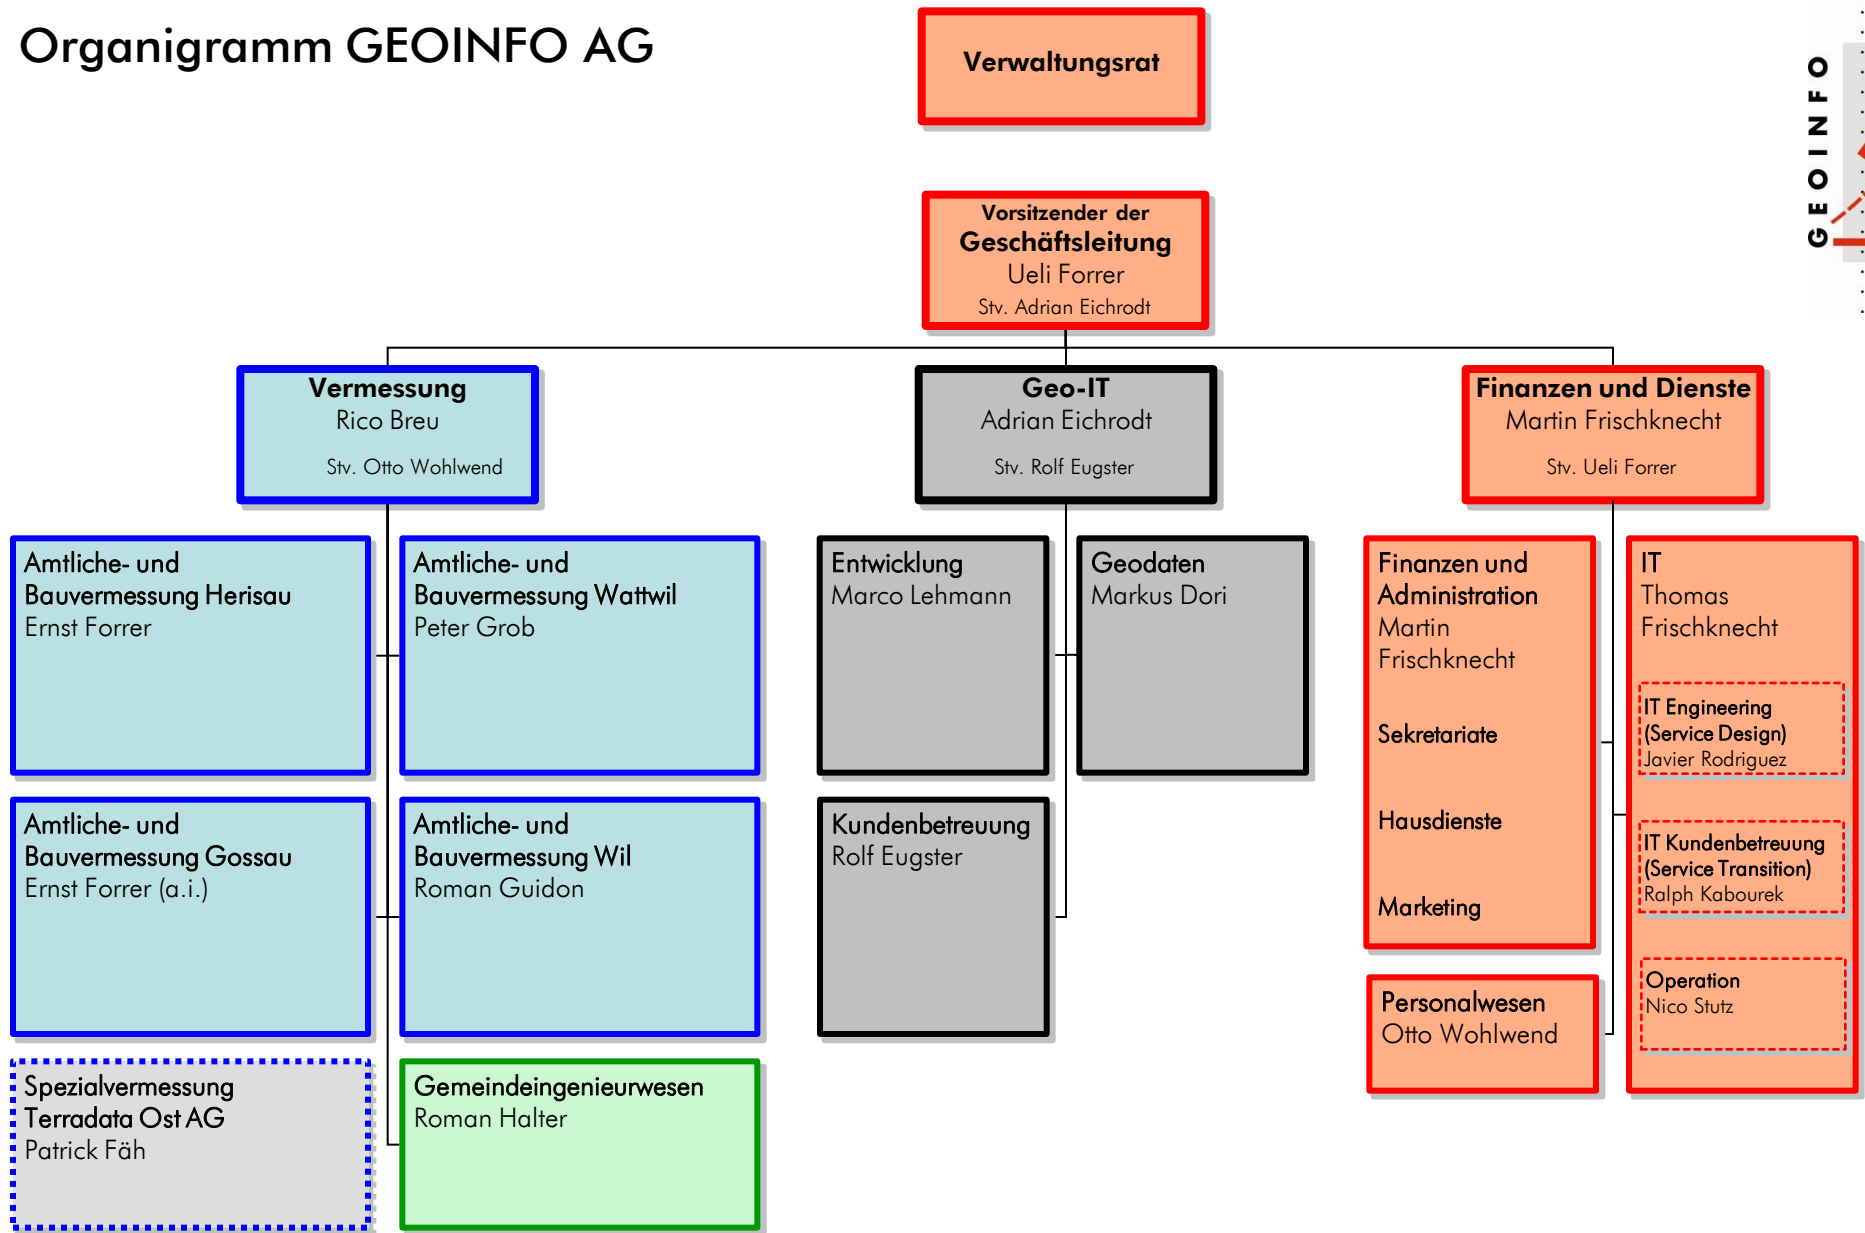 Organigramm GEOINFO AG
Verwaltungsrat
GEOINFO
Vorsitzender der
Geschäftsleitung
Ueli Forrer
Stv. Adrian Eichrodt
Vermessung
Rico Breu
Stv. Otto Wohlwend
Geo-IT
Adrian Eichrodt
Stv. Rolf Eugster
Finanzen und Dienste
Martin Frischknecht
Stv. Ueli Forrer
Amtliche- und
Bauvermessung Herisau
Ernst Forrer
Amtliche- und
Bauvermessung Wattwil
Peter Grob
Amtliche- und
Bauvermessung Gossau
Ernst Forrer (a.i.)
Amtliche- und
Bauvermessung Wil
Roman Guidon
Spezialvermessung
Terradata Ost AG
Patrick Fäh
Gemeindeingenieurwesen
Roman Halter
Entwicklung
Marco Lehmann
Geodaten
Markus Dori
Kundenbetreuung
Rolf Eugster
Finanzen und
Administration
Martin
Frischknecht
Sekretariate
Hausdienste
Marketing
Personalwesen
Otto Wohlwend
IT
Thomas
Frischknecht
IT Engineering
(Service Design)
Javier Rodriguez
IT Kundenbetreuung
(Service Transition)
Ralph Kabourek
Operation
Nico Stutz